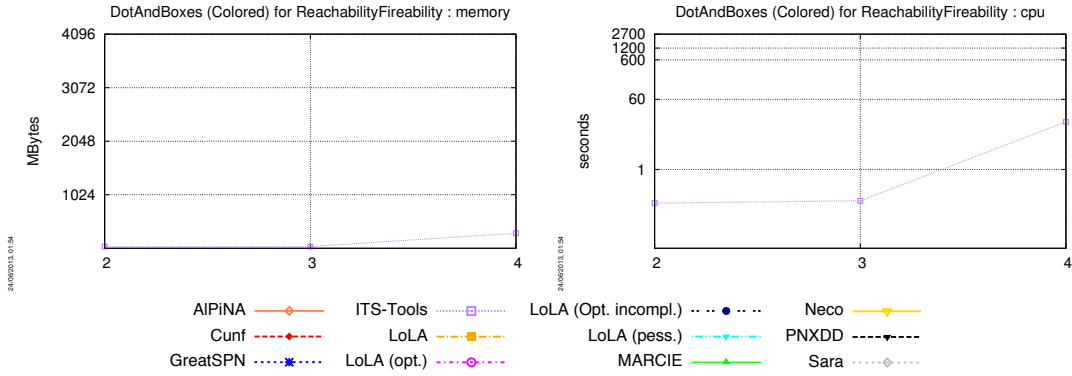 DotAndBoxes (Colored) for ReachabilityFireability : memory
4096
3072
2048
1024
MBytes
2 3 4
24/06/2013, 01:54
DotAndBoxes (Colored) for ReachabilityFireability : cpu
2700
1200
600
60
1
seconds
2 3 4
24/06/2013, 01:54
AlPiNA ITS-Tools LoLA (Opt. incompl.) Neco
Cunf LoLA LoLA (pess.) PNXDD
GreatSPN LoLA (opt.) MARCIE Sara